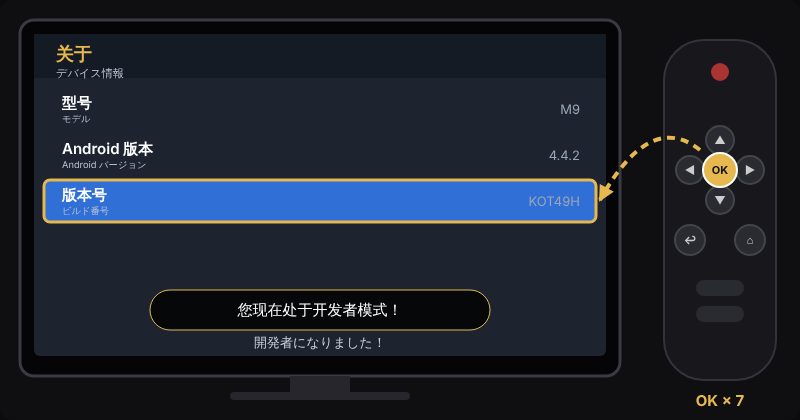 关于
デバイス情報
型号
モデル
M9
Android 版本
Android バージョン
4.4.2
版本号
ビルド番号
KOT49H
您现在处于开发者模式！
開発者になりました！
OK
OK × 7